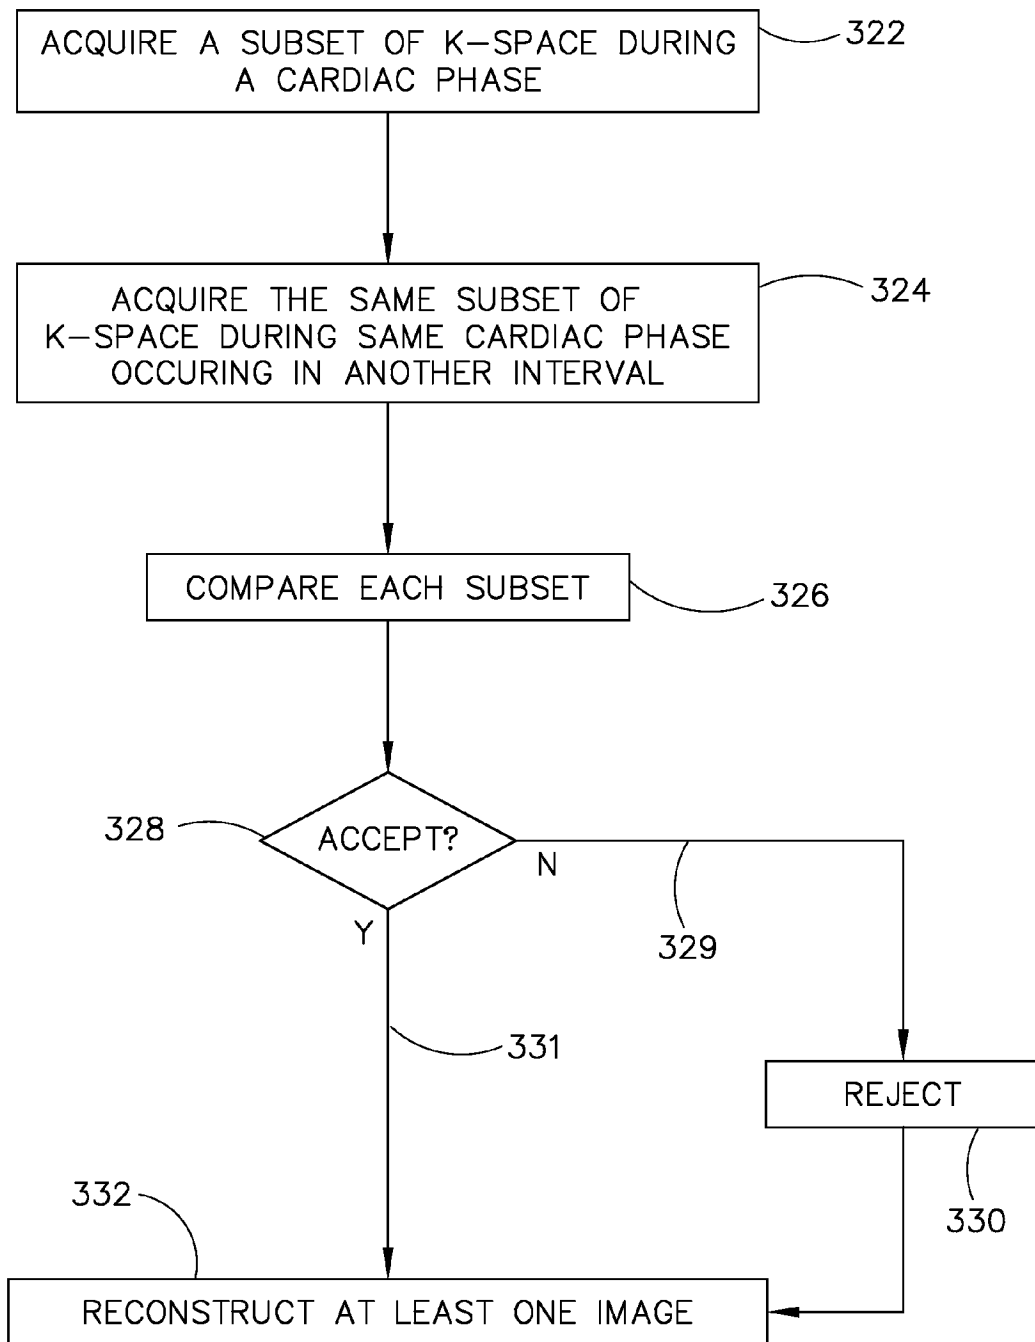 ACQUIRE A SUBSET OF K-SPACE DURING
A CARDIAC PHASE
322
ACQUIRE THE SAME SUBSET OF
K-SPACE DURING SAME CARDIAC PHASE
OCCURING IN ANOTHER INTERVAL
324
COMPARE EACH SUBSET
326
328
ACCEPT?
N
Y
329
331
REJECT
330
332
RECONSTRUCT AT LEAST ONE IMAGE